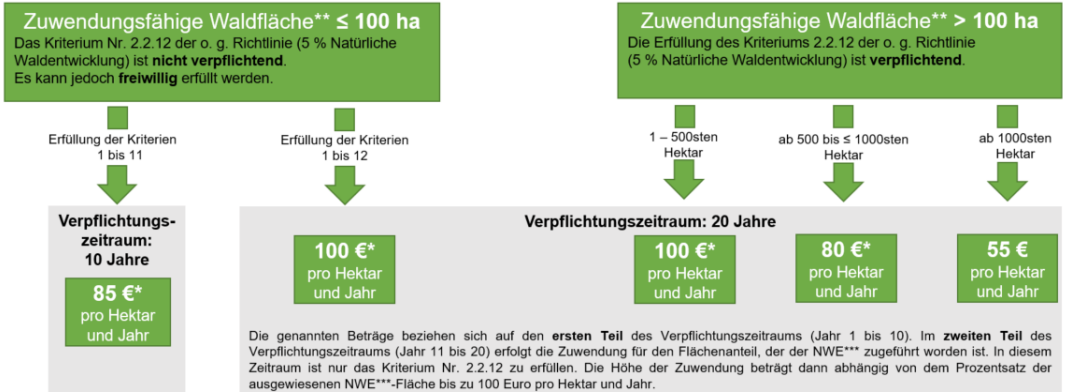 Zuwendungsfähige Waldfläche** ≤ 100 ha
Das Kriterium Nr. 2.2.12 der o. g. Richtlinie (5 % Natürliche
Waldentwicklung) ist nicht verpflichtend.
Es kann jedoch freiwillig erfüllt werden.
Zuwendungsfähige Waldfläche** > 100 ha
Die Erfüllung des Kriteriums 2.2.12 der o. g. Richtlinie
(5 % Natürliche Waldentwicklung) ist verpflichtend.
Erfüllung der Kriterien
1 bis 11
Erfüllung der Kriterien
1 bis 12
1 – 500sten
Hektar
ab 500 bis ≤ 1000sten
Hektar
ab 1000sten
Hektar
Verpflichtungs-
zeitraum:
10 Jahre
85 €*
pro Hektar
und Jahr
Verpflichtungszeitraum: 20 Jahre
100 €*
pro Hektar
und Jahr
100 €*
pro Hektar
und Jahr
80 €*
pro Hektar
und Jahr
55 €
pro Hektar
und Jahr
Die genannten Beträge beziehen sich auf den ersten Teil des Verpflichtungszeitraums (Jahr 1 bis 10). Im zweiten Teil des
Verpflichtungszeitraums (Jahr 11 bis 20) erfolgt die Zuwendung für den Flächenanteil, der der NWE*** zugeführt worden ist. In diesem
Zeitraum ist nur das Kriterium Nr. 2.2.12 zu erfüllen. Die Höhe der Zuwendung beträgt dann abhängig von dem Prozentsatz der
ausgewiesenen NWE***-Fläche bis zu 100 Euro pro Hektar und Jahr.